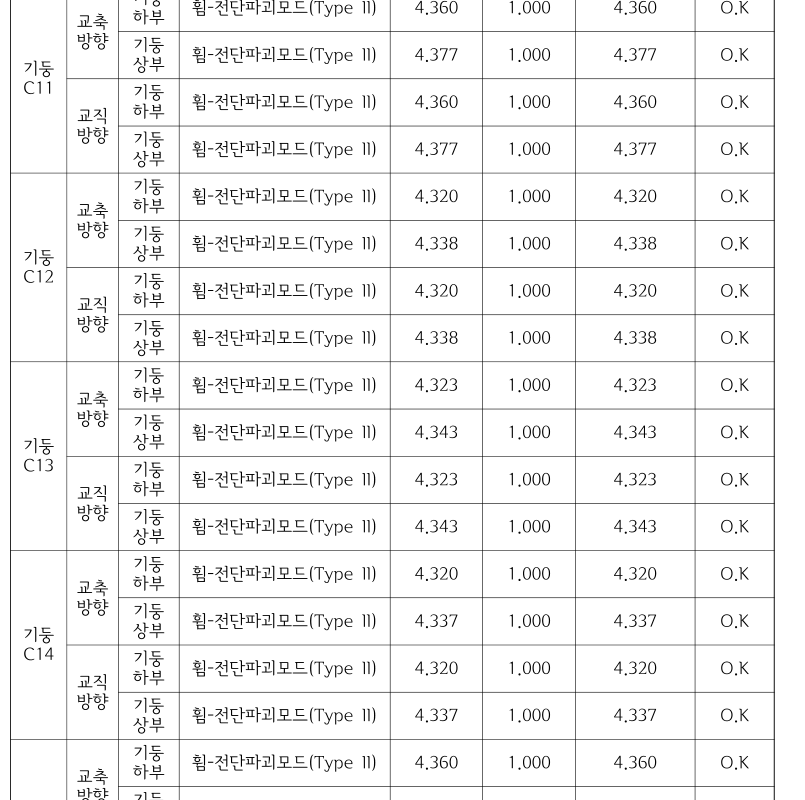 기둥
C11
교축
방향
하부
휨-전단파괴모드(Type II) 4.360 1.000 4.360 O.K
기둥
상부
휨-전단파괴모드(Type II) 4.377 1.000 4.377 O.K
교직
방향
기둥
하부
휨-전단파괴모드(Type II) 4.360 1.000 4.360 O.K
기둥
상부
휨-전단파괴모드(Type II) 4.377 1.000 4.377 O.K
기둥
C12
교축
방향
기둥
하부
휨-전단파괴모드(Type II) 4.320 1.000 4.320 O.K
기둥
상부
휨-전단파괴모드(Type II) 4.338 1.000 4.338 O.K
교직
방향
기둥
하부
휨-전단파괴모드(Type II) 4.320 1.000 4.320 O.K
기둥
상부
휨-전단파괴모드(Type II) 4.338 1.000 4.338 O.K
기둥
C13
교축
방향
기둥
하부
휨-전단파괴모드(Type II) 4.323 1.000 4.323 O.K
기둥
상부
휨-전단파괴모드(Type II) 4.343 1.000 4.343 O.K
교직
방향
기둥
하부
휨-전단파괴모드(Type II) 4.323 1.000 4.323 O.K
기둥
상부
휨-전단파괴모드(Type II) 4.343 1.000 4.343 O.K
기둥
C14
교축
방향
기둥
하부
휨-전단파괴모드(Type II) 4.320 1.000 4.320 O.K
기둥
상부
휨-전단파괴모드(Type II) 4.337 1.000 4.337 O.K
교직
방향
기둥
하부
휨-전단파괴모드(Type II) 4.320 1.000 4.320 O.K
기둥
상부
휨-전단파괴모드(Type II) 4.337 1.000 4.337 O.K
교축
방향
기둥
하부
휨-전단파괴모드(Type II) 4.360 1.000 4.360 O.K